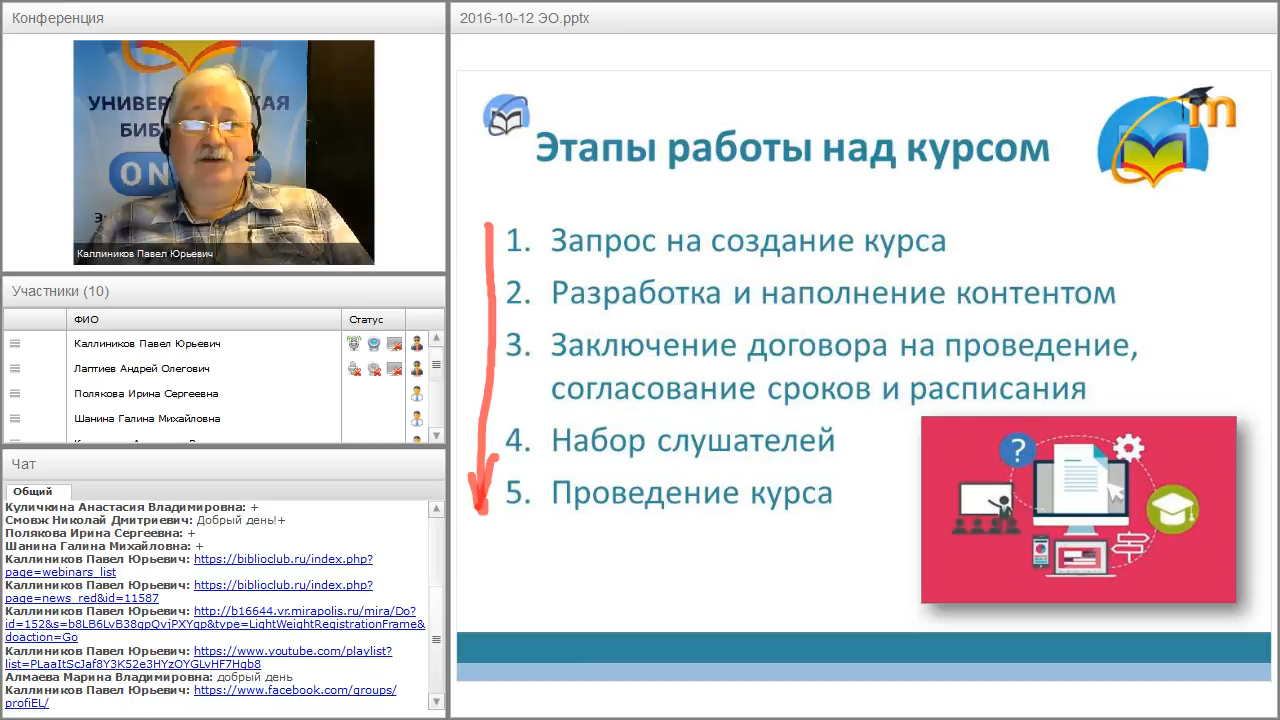 Конференция
УНИВЕР
КАЯ
БИБ
ON
Каллиников Павел Юрьевич
Участники (10)
ФИО
Статус
Каллиников Павел Юрьевич
Лаптиев Андрей Олегович
Полякова Ирина Сергеевна
Шанина Галина Михайловна
Чат
Общий
Куличкина Анастасия Владимировна: +
Смовж Николай Дмитриевич: Добрый день!+
Полякова Ирина Сергеевна: +
Шанина Галина Михайловна: +
Каллиников Павел Юрьевич: https://biblioclub.ru/index.php?
page=webinars_list
Каллиников Павел Юрьевич: https://biblioclub.ru/index.php?
page=news_red&id=11587
Каллиников Павел Юрьевич: http://b16644.vr.mirapolis.ru/mira/Do?
id=152&s=b8LB6LvB38gpQvjPXYqp&type=LightWeightRegistrationFrame&
doaction=Go
Каллиников Павел Юрьевич: https://www.youtube.com/playlist?
list=PLaaItScJaf8Y3K52e3HYzOYGLvHF7Hqb8
Алмаева Марина Владимировна: добрый день
Каллиников Павел Юрьевич: https://www.facebook.com/groups/
profiEL/
2016-10-12 ЭО.pptx
m
Этапы работы над курсом
1. Запрос на создание курса
2. Разработка и наполнение контентом
3. Заключение договора на проведение,
согласование сроков и расписания
4. Набор слушателей
5. Проведение курса
?